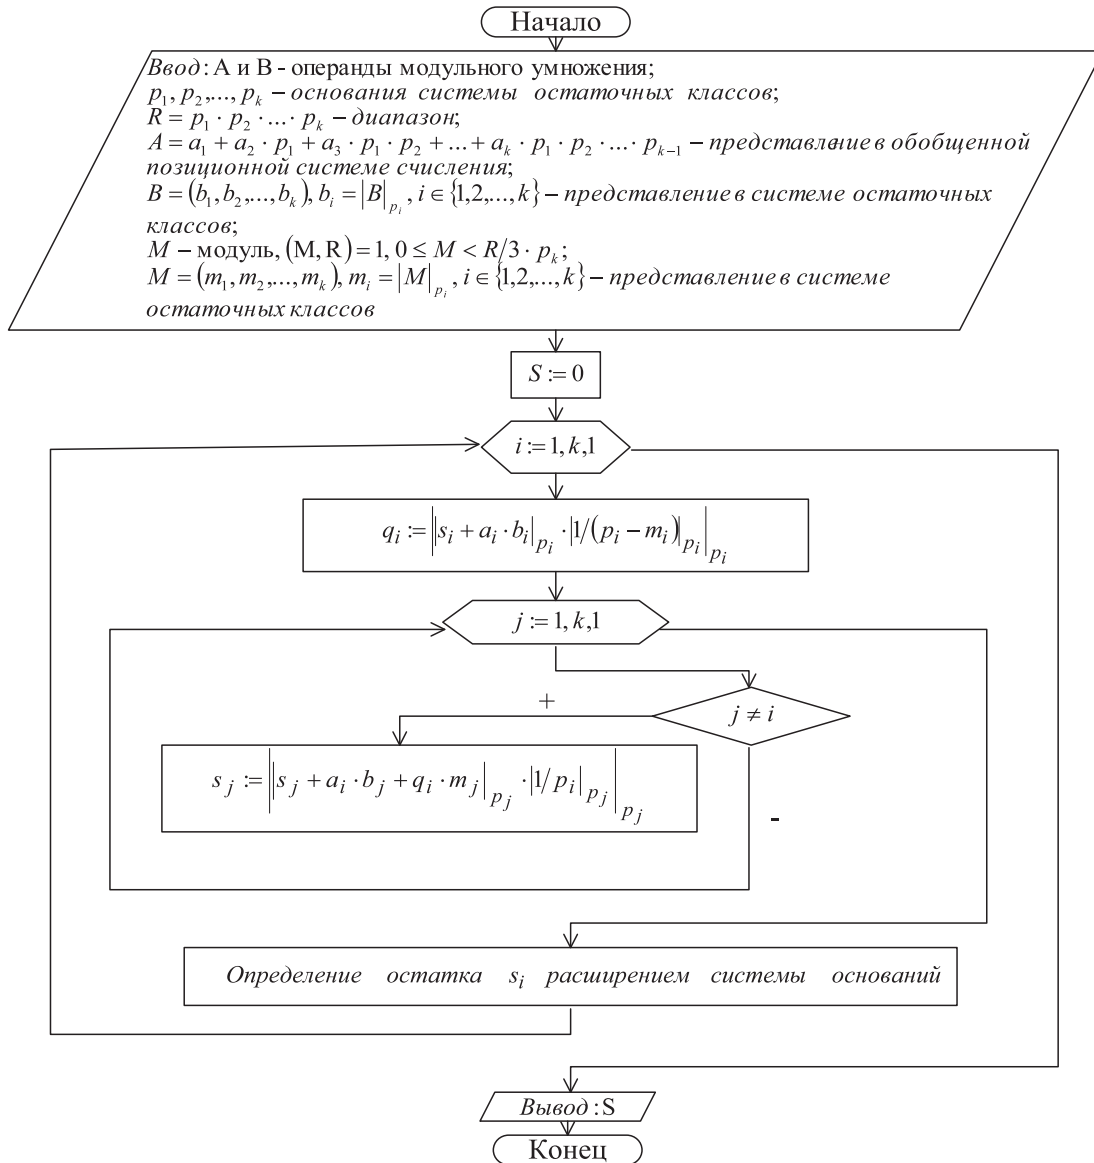 Начало
Ввод: А и В - операнды модульного умножения;
p₁, p₂,..., pₖ – основания системы остаточных классов;
R = p₁ · p₂ · ... · pₖ – диапазон;
A = a₁ + a₂ · p₁ + a₃ · p₁ · p₂ + ... + aₖ · p₁ · p₂ · ... · pₖ₋₁ – представление в обобщенной
позиционной системе счисления;
B = (b₁, b₂,..., bₖ), bᵢ = |B|_{pᵢ}, i ∈ {1,2,..., k} – представление в системе остаточных
классов;
M – модуль, (M, R) = 1, 0 ≤ M < R/3 · pₖ;
M = (m₁, m₂,..., mₖ), mᵢ = |M|_{pᵢ}, i ∈ {1,2,..., k} – представление в системе
остаточных классов
S := 0
i := 1, k,1
qᵢ := ||sᵢ + aᵢ · bᵢ|_{pᵢ} · |1/(pᵢ − mᵢ)|_{pᵢ}|_{pᵢ}
j := 1, k,1
j ≠ i
+
sⱼ := ||sⱼ + aᵢ · bⱼ + qᵢ · mⱼ|_{pⱼ} · |1/pᵢ|_{pⱼ}|_{pⱼ}
-
Определение остатка sᵢ расширением системы оснований
Вывод : S
Конец